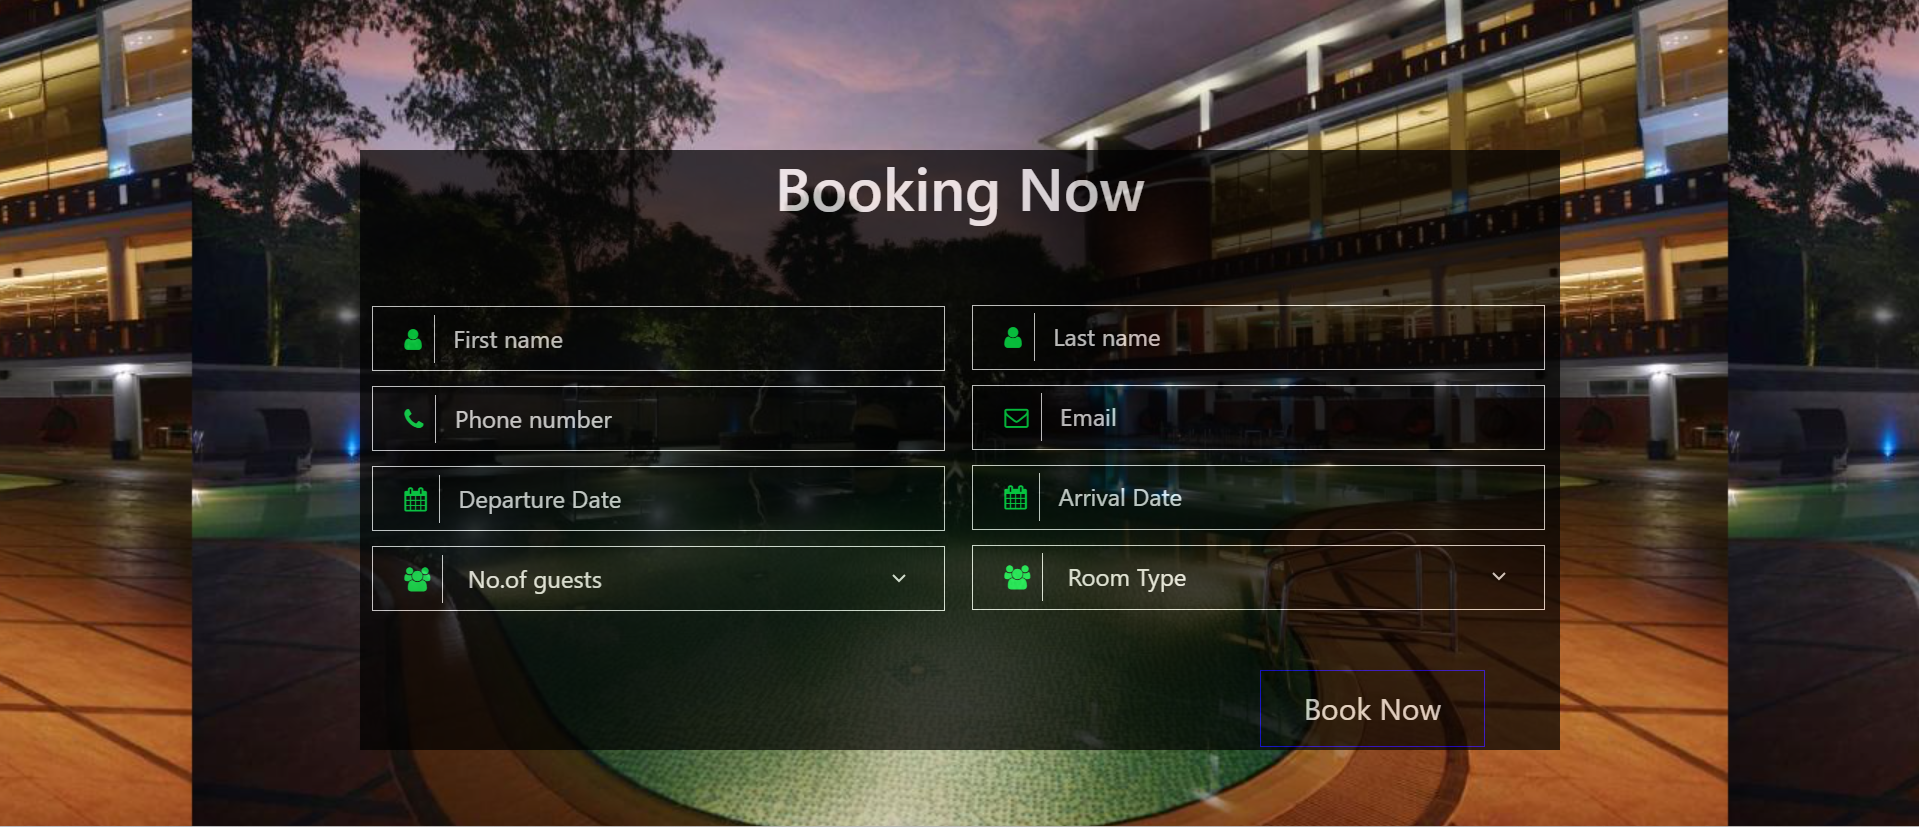 Booking Now
First name
Last name
Phone number
Email
Departure Date
Arrival Date
No.of guests
Room Type
Book Now